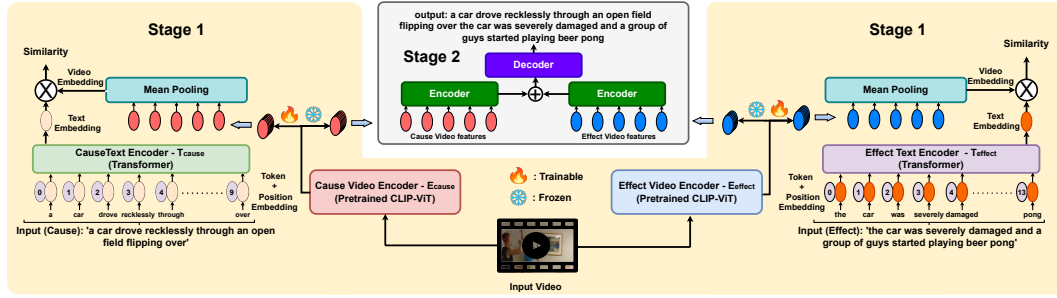 Stage 1
Similarity
Video
Embedding
Mean Pooling
Text
Embedding
CauseText Encoder - Tcause
(Transformer)
Token
+
Position
Embedding
0 1 2 3 4 ......... 9
a car drove recklessly through over
Input (Cause): 'a car drove recklessly through an open
field flipping over'
output: a car drove recklessly through an open field
flipping over the car was severely damaged and a group of
guys started playing beer pong
Stage 2
Decoder
Encoder
Encoder
Cause Video features
Effect Video features
Cause Video Encoder - Ecause
(Pretrained CLIP-ViT)
: Trainable
: Frozen
Effect Video Encoder - Eeffect
(Pretrained CLIP-ViT)
Input Video
Stage 1
Similarity
Video
Embedding
Mean Pooling
Text
Embedding
Effect Text Encoder - Teffect
(Transformer)
Token
+
Position
Embedding
0 1 2 3 4 ......... 13
the car was severely damaged pong
Input (Effect): 'the car was severely damaged and a
group of guys started playing beer pong'